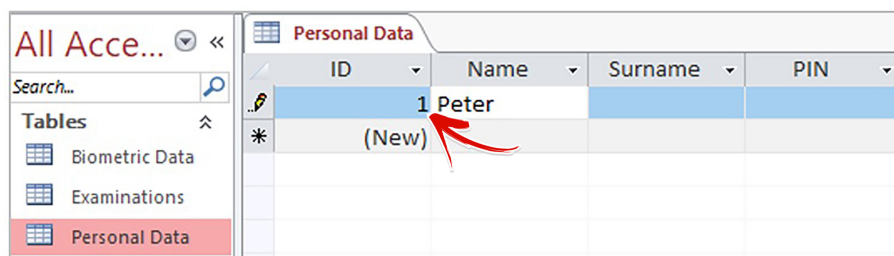 All Acce...
Search...
Tables
Biometric Data
Examinations
Personal Data
Personal Data
ID Name Surname PIN
1 Peter
(New)